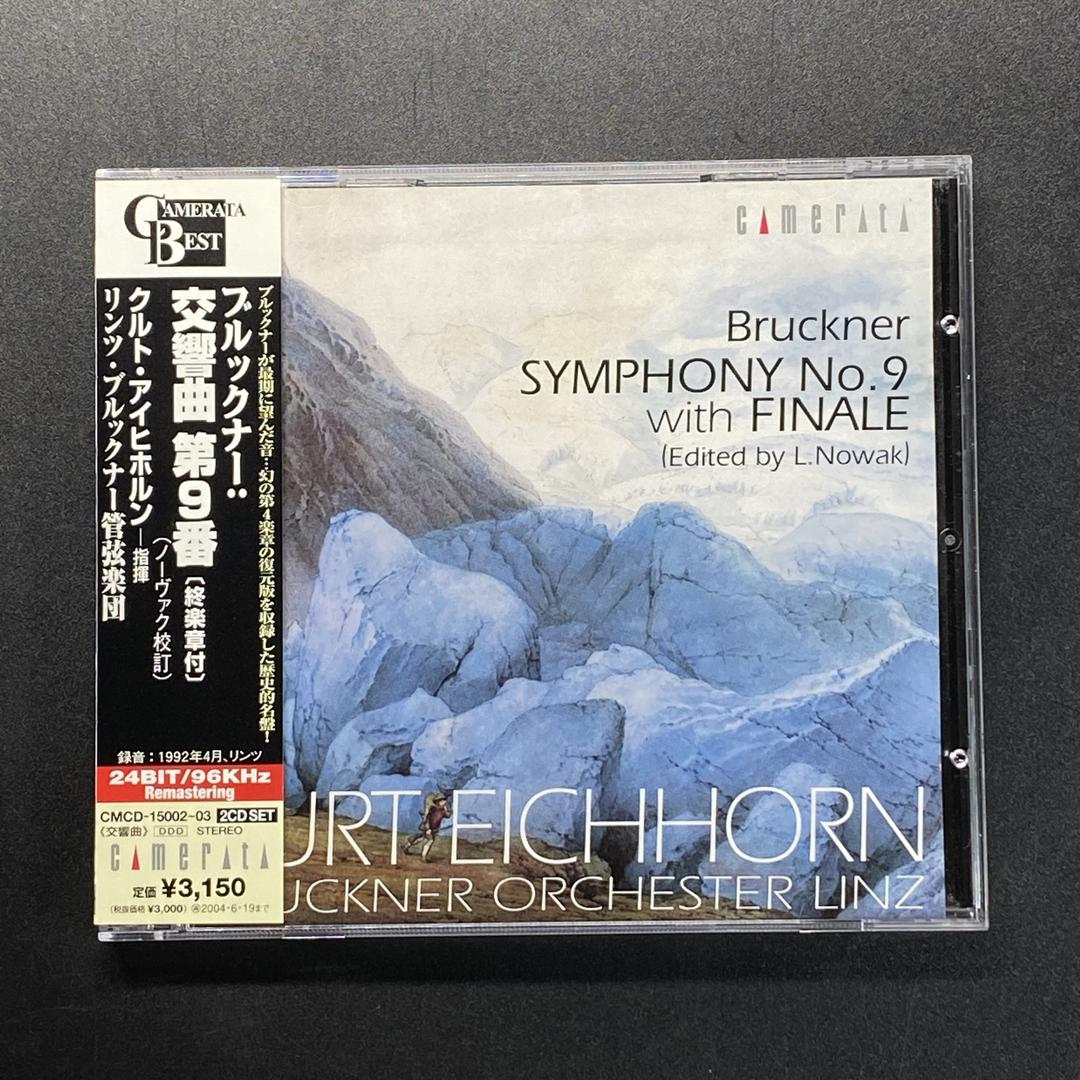 CAMERATA
BEST
ブルックナーが最期に望んだ音…幻の第4楽章の復元版を収録した歴史的名盤!
ブルックナー:
交響曲 第9番〔終楽章付〕
(ノーヴァク校訂)
クルト・アイヒホルン—指揮
リンツ・ブルックナー管弦楽団
録音:1992年4月、リンツ
24BIT/96KHz
Remastering
CMCD-15002~03 2CD SET
《交響曲》 DDD STEREO
camerata
定価 ¥3,150
(税抜価格 ¥3,000) 2004・6・19まで
camerata
Bruckner
SYMPHONY No.9
with FINALE
(Edited by L.Nowak)
URT EICHHORN
UCKNER ORCHESTER LINZ